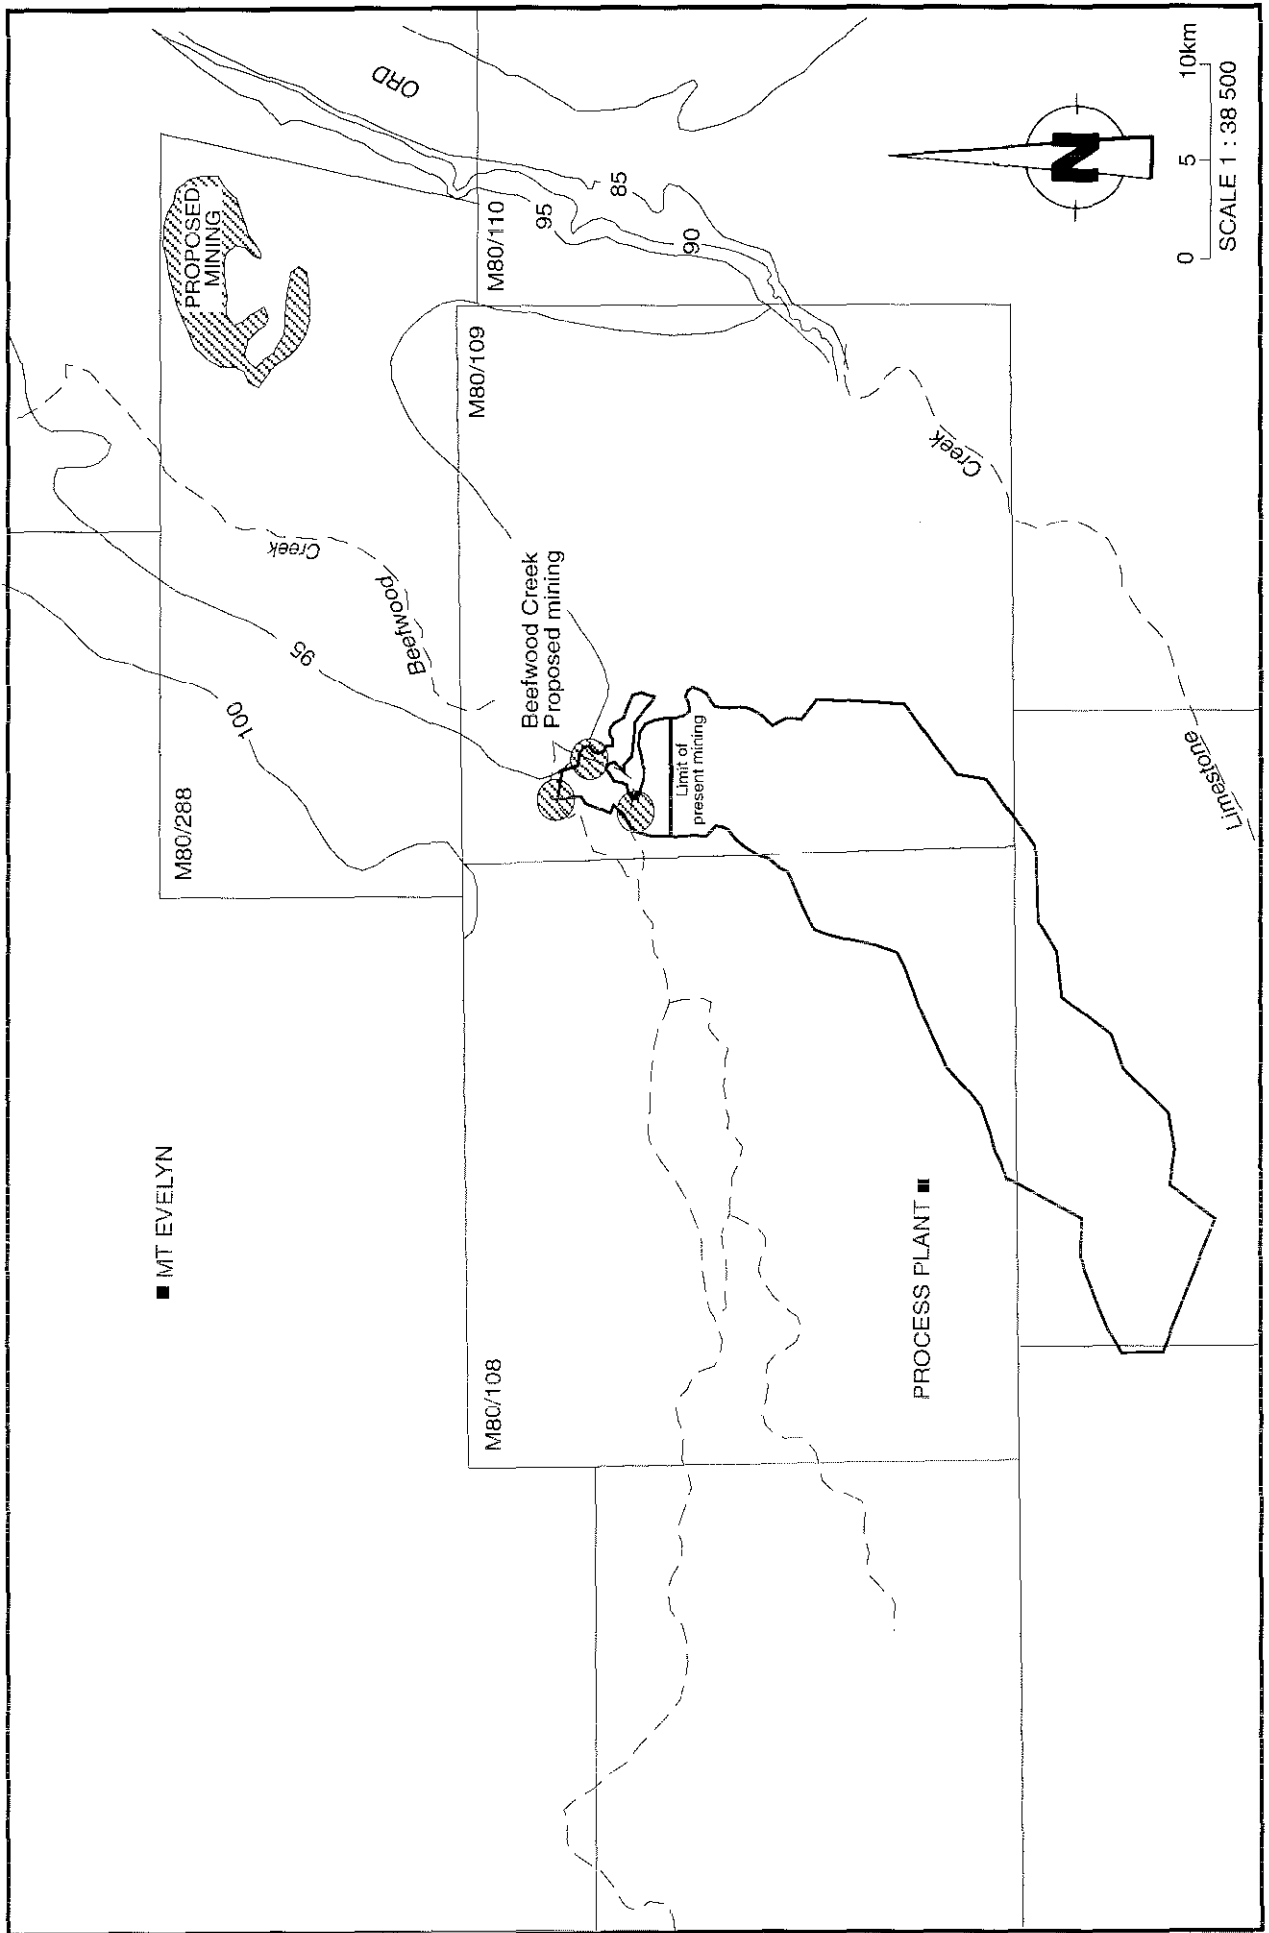 MT EVELYN
M80/288
100
95
Beefwood
Creek
PROPOSED
MINING
ORD
M80/108
M80/109
M80/110
95
85
90
Beefwood Creek
Proposed mining
Limit of
present mining
Creek
Limestone
PROCESS PLANT
N
0 5 10km
SCALE 1 : 38 500